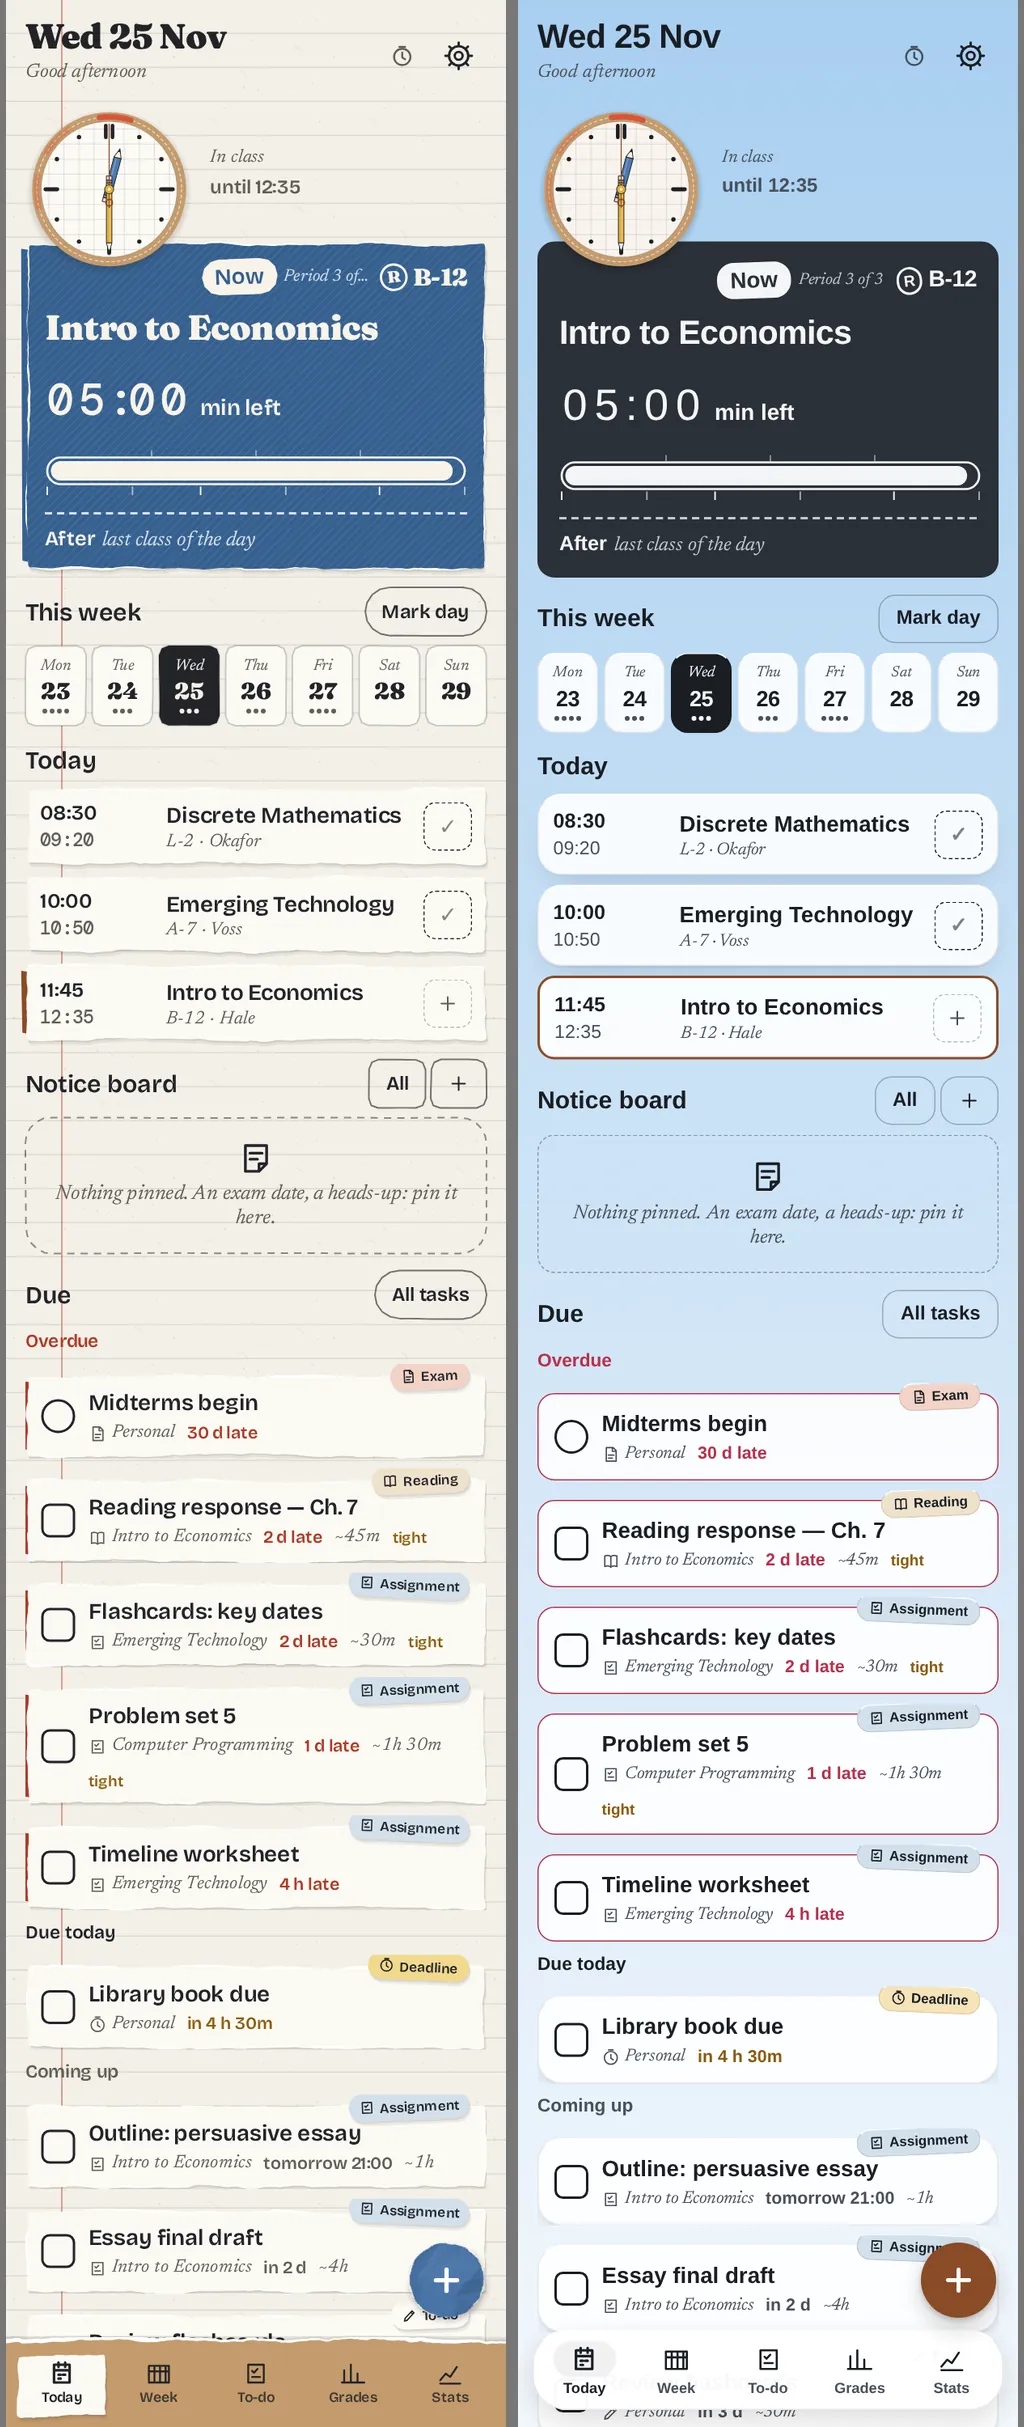 Wed 25 Nov
Good afternoon
In class
until 12:35
Now Period 3 of... R B-12
Intro to Economics
05:00 min left
After last class of the day
This week Mark day
Mon Tue Wed Thu Fri Sat Sun
23 24 25 26 27 28 29
Today
08:30 Discrete Mathematics ✓
09:20 L-2 · Okafor
10:00 Emerging Technology ✓
10:50 A-7 · Voss
11:45 Intro to Economics +
12:35 B-12 · Hale
Notice board All +
Nothing pinned. An exam date, a heads-up: pin it
here.
Due All tasks
Overdue
Exam
Midterms begin
Personal 30 d late
Reading
Reading response — Ch. 7
Intro to Economics 2 d late ~45m tight
Assignment
Flashcards: key dates
Emerging Technology 2 d late ~30m tight
Assignment
Problem set 5
Computer Programming 1 d late ~1h 30m
tight
Assignment
Timeline worksheet
Emerging Technology 4 h late
Due today
Deadline
Library book due
Personal in 4 h 30m
Coming up
Assignment
Outline: persuasive essay
Intro to Economics tomorrow 21:00 ~1h
Assignment
Essay final draft
Intro to Economics in 2 d ~4h
+
Today Week To-do Grades Stats
Wed 25 Nov
Good afternoon
In class
until 12:35
Now Period 3 of 3 R B-12
Intro to Economics
05:00 min left
After last class of the day
This week Mark day
Mon Tue Wed Thu Fri Sat Sun
23 24 25 26 27 28 29
Today
08:30 Discrete Mathematics ✓
09:20 L-2 · Okafor
10:00 Emerging Technology ✓
10:50 A-7 · Voss
11:45 Intro to Economics +
12:35 B-12 · Hale
Notice board All +
Nothing pinned. An exam date, a heads-up: pin it
here.
Due All tasks
Overdue
Exam
Midterms begin
Personal 30 d late
Reading
Reading response — Ch. 7
Intro to Economics 2 d late ~45m tight
Assignment
Flashcards: key dates
Emerging Technology 2 d late ~30m tight
Assignment
Problem set 5
Computer Programming 1 d late ~1h 30m
tight
Assignment
Timeline worksheet
Emerging Technology 4 h late
Due today
Deadline
Library book due
Personal in 4 h 30m
Coming up
Assignment
Outline: persuasive essay
Intro to Economics tomorrow 21:00 ~1h
Essay final draft
Intro to Economics in 2 d ~4h
+
Today Week To-do Grades Stats
Personal in 3 d ~30m